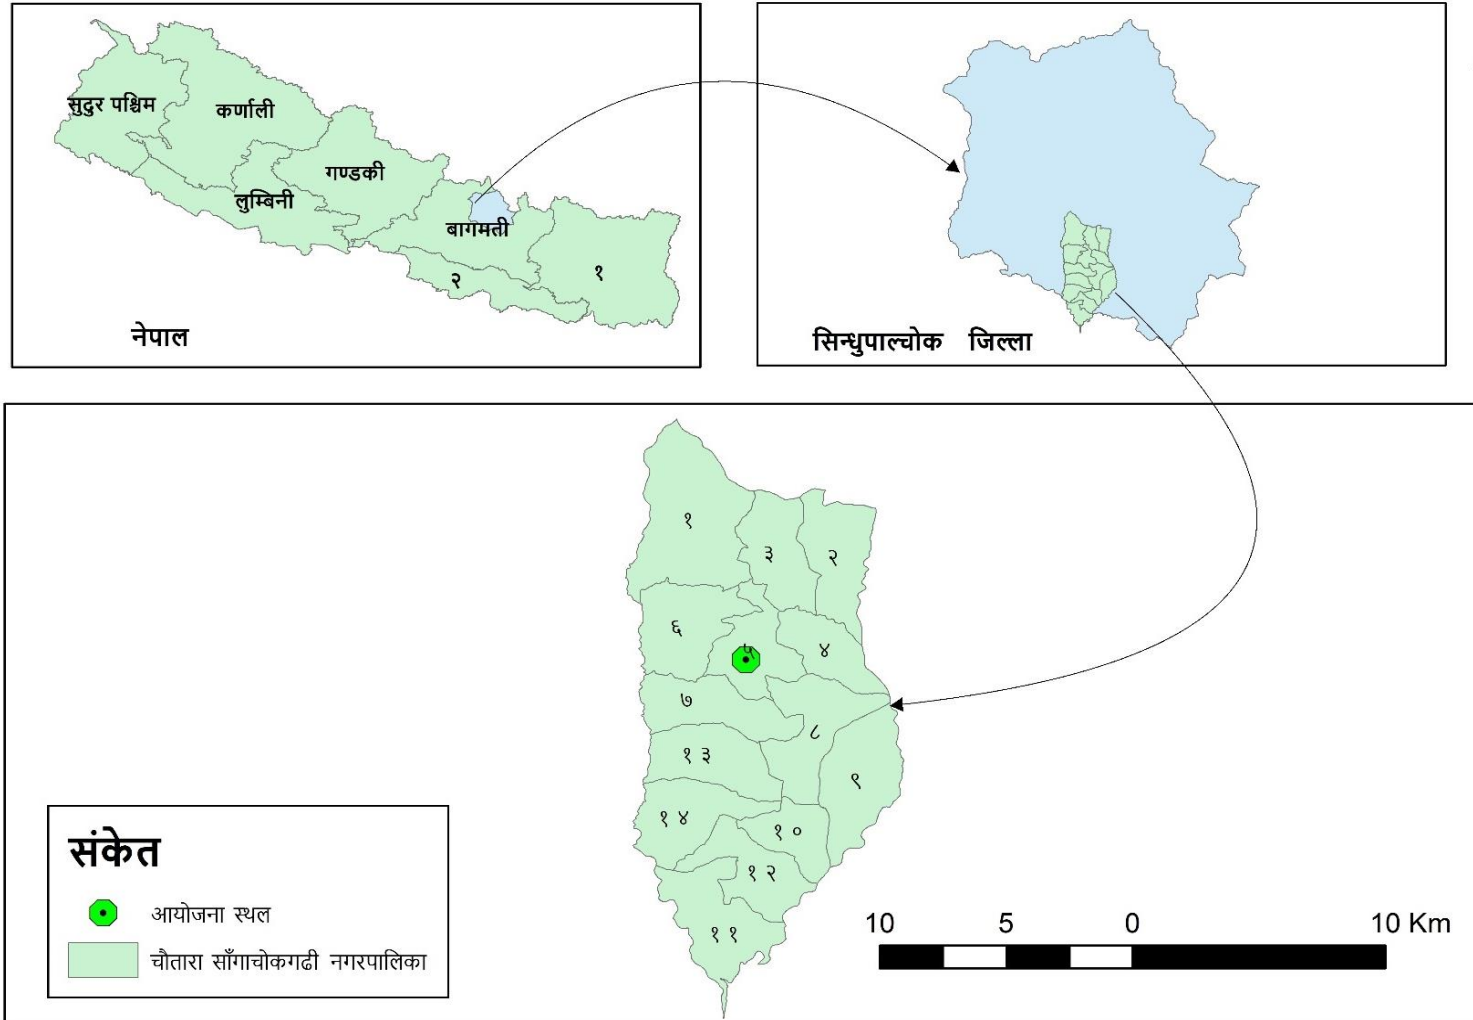 सुदुर पश्चिम
कर्णाली
गण्डकी
लुम्बिनी
बागमती
२
१
नेपाल
सिन्धुपाल्चोक जिल्ला
१
३
२
६
५
४
७
८
१३
९
१४
१०
१२
११
संकेत
आयोजना स्थल
चौतारा साँगाचोकगढी नगरपालिका
10 5 0 10 Km